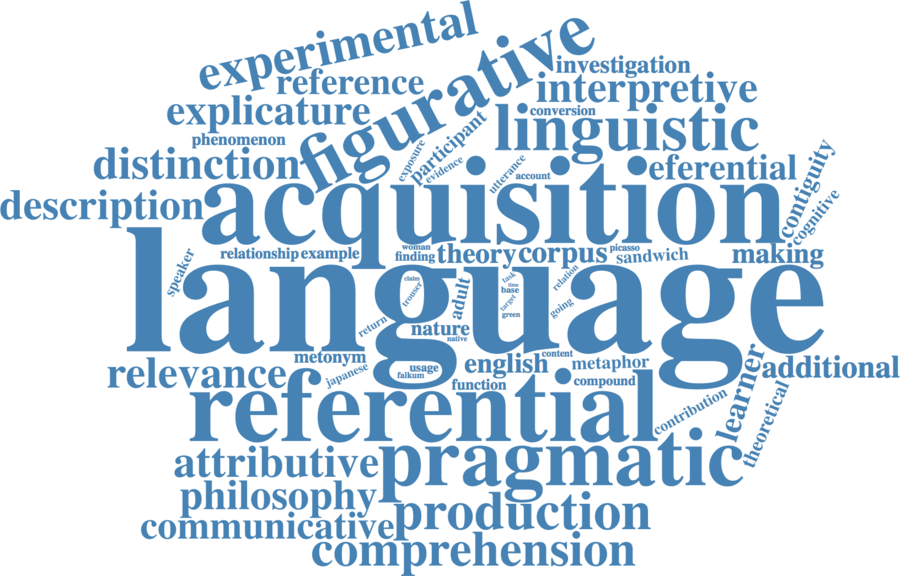 experimental
figurative
investigation
reference
interpretive
explicature
conversion
participant
linguistic
phenomenon
exposure
evidence
utterance
distinction
account
eferential
contiguity
acquisition
description
cognitive
language
speaker
relationship
example
woman
finding
theory
corpus
picasso
sandwich
making
claim
trouser
adult
task
time
base
target
green
relation
going
return
nature
native
metonym
english
content
metaphor
additional
relevance
japanese
usage
falkum
function
compound
learner
theoretical
referential
contribution
attributive
pragmatic
philosophy
production
communicative
comprehension